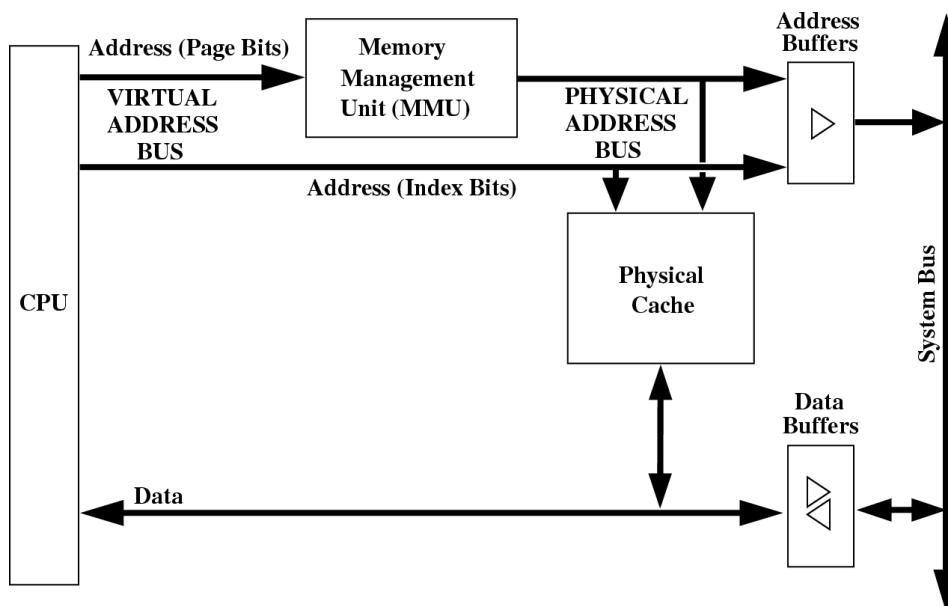 Address (Page Bits)
Memory
Management
Unit (MMU)
Address
Buffers
VIRTUAL
ADDRESS
BUS
PHYSICAL
ADDRESS
BUS
Address (Index Bits)
CPU
Physical
Cache
System Bus
Data
Buffers
Data